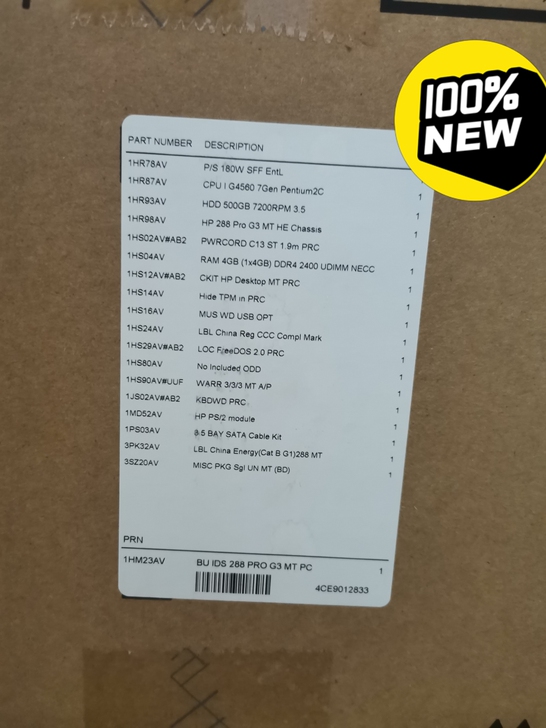 100%
NEW
PART NUMBER DESCRIPTION
1HR78AV P/S 180W SFF EntL 1
1HR87AV CPU I G4560 7Gen Pentium2C 1
1HR93AV HDD 500GB 7200RPM 3.5 1
1HR98AV HP 288 Pro G3 MT HE Chassis 1
1HS02AV#AB2 PWRCORD C13 ST 1.9m PRC 1
1HS04AV RAM 4GB (1x4GB) DDR4 2400 UDIMM NECC 1
1HS12AV#AB2 CKIT HP Desktop MT PRC 1
1HS14AV Hide TPM in PRC 1
1HS16AV MUS WD USB OPT 1
1HS24AV LBL China Reg CCC Compl Mark 1
1HS29AV#AB2 LOC FreeDOS 2.0 PRC 1
1HS80AV No Included ODD 1
1HS90AV#UUF WARR 3/3/3 MT A/P 1
1JS02AV#AB2 KBDWD PRC 1
1MD52AV HP PS/2 module 1
1PS03AV 3.5 BAY SATA Cable Kit 1
3PK32AV LBL China Energy(Cat B G1)288 MT 1
3SZ20AV MISC PKG Sgl UN MT (BD) 1
PRN
1HM23AV BU IDS 288 PRO G3 MT PC 1
4CE9012833